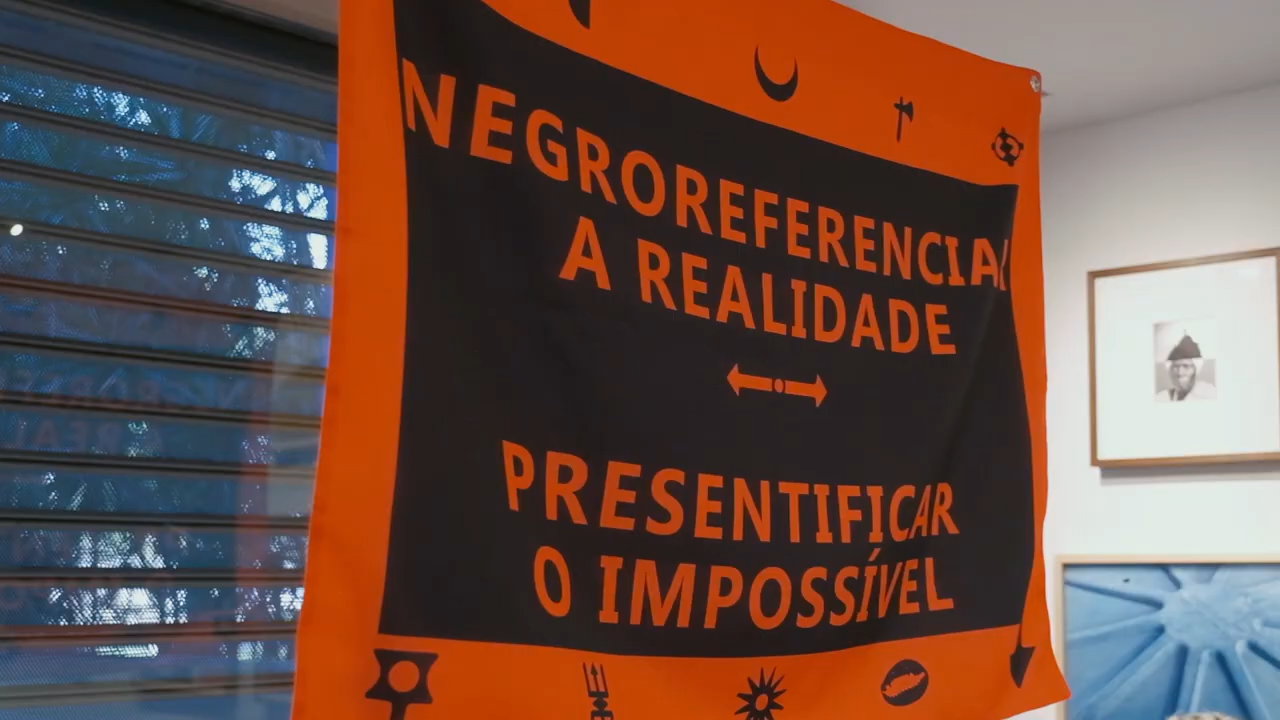 NEGROREFERENCIAR
A REALIDADE
PRESENTIFICAR
O IMPOSSÍVEL